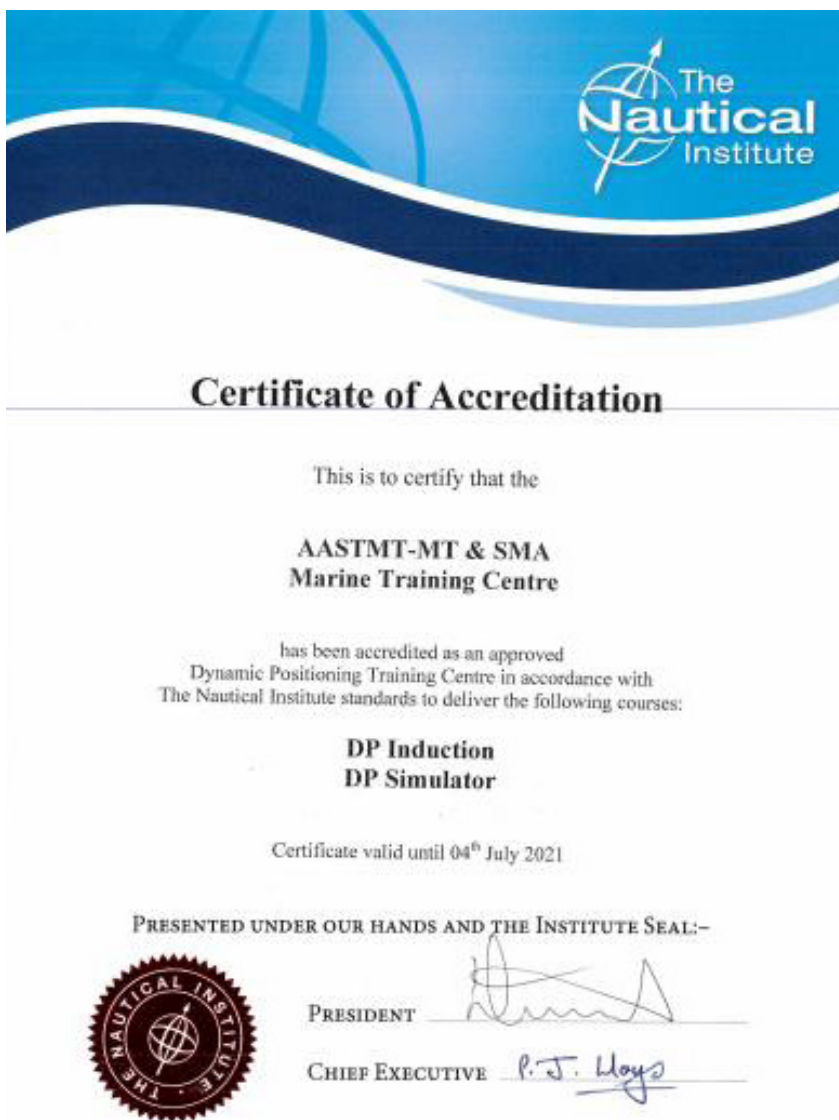 The
Nautical
Institute
Certificate of Accreditation
This is to certify that the
AASTMT-MT & SMA
Marine Training Centre
has been accredited as an approved
Dynamic Positioning Training Centre in accordance with
The Nautical Institute standards to deliver the following courses:
DP Induction
DP Simulator
Certificate valid until 04th July 2021
PRESENTED UNDER OUR HANDS AND THE INSTITUTE SEAL:-
THE NAUTICAL INSTITUTE
PRESIDENT
CHIEF EXECUTIVE P. J.